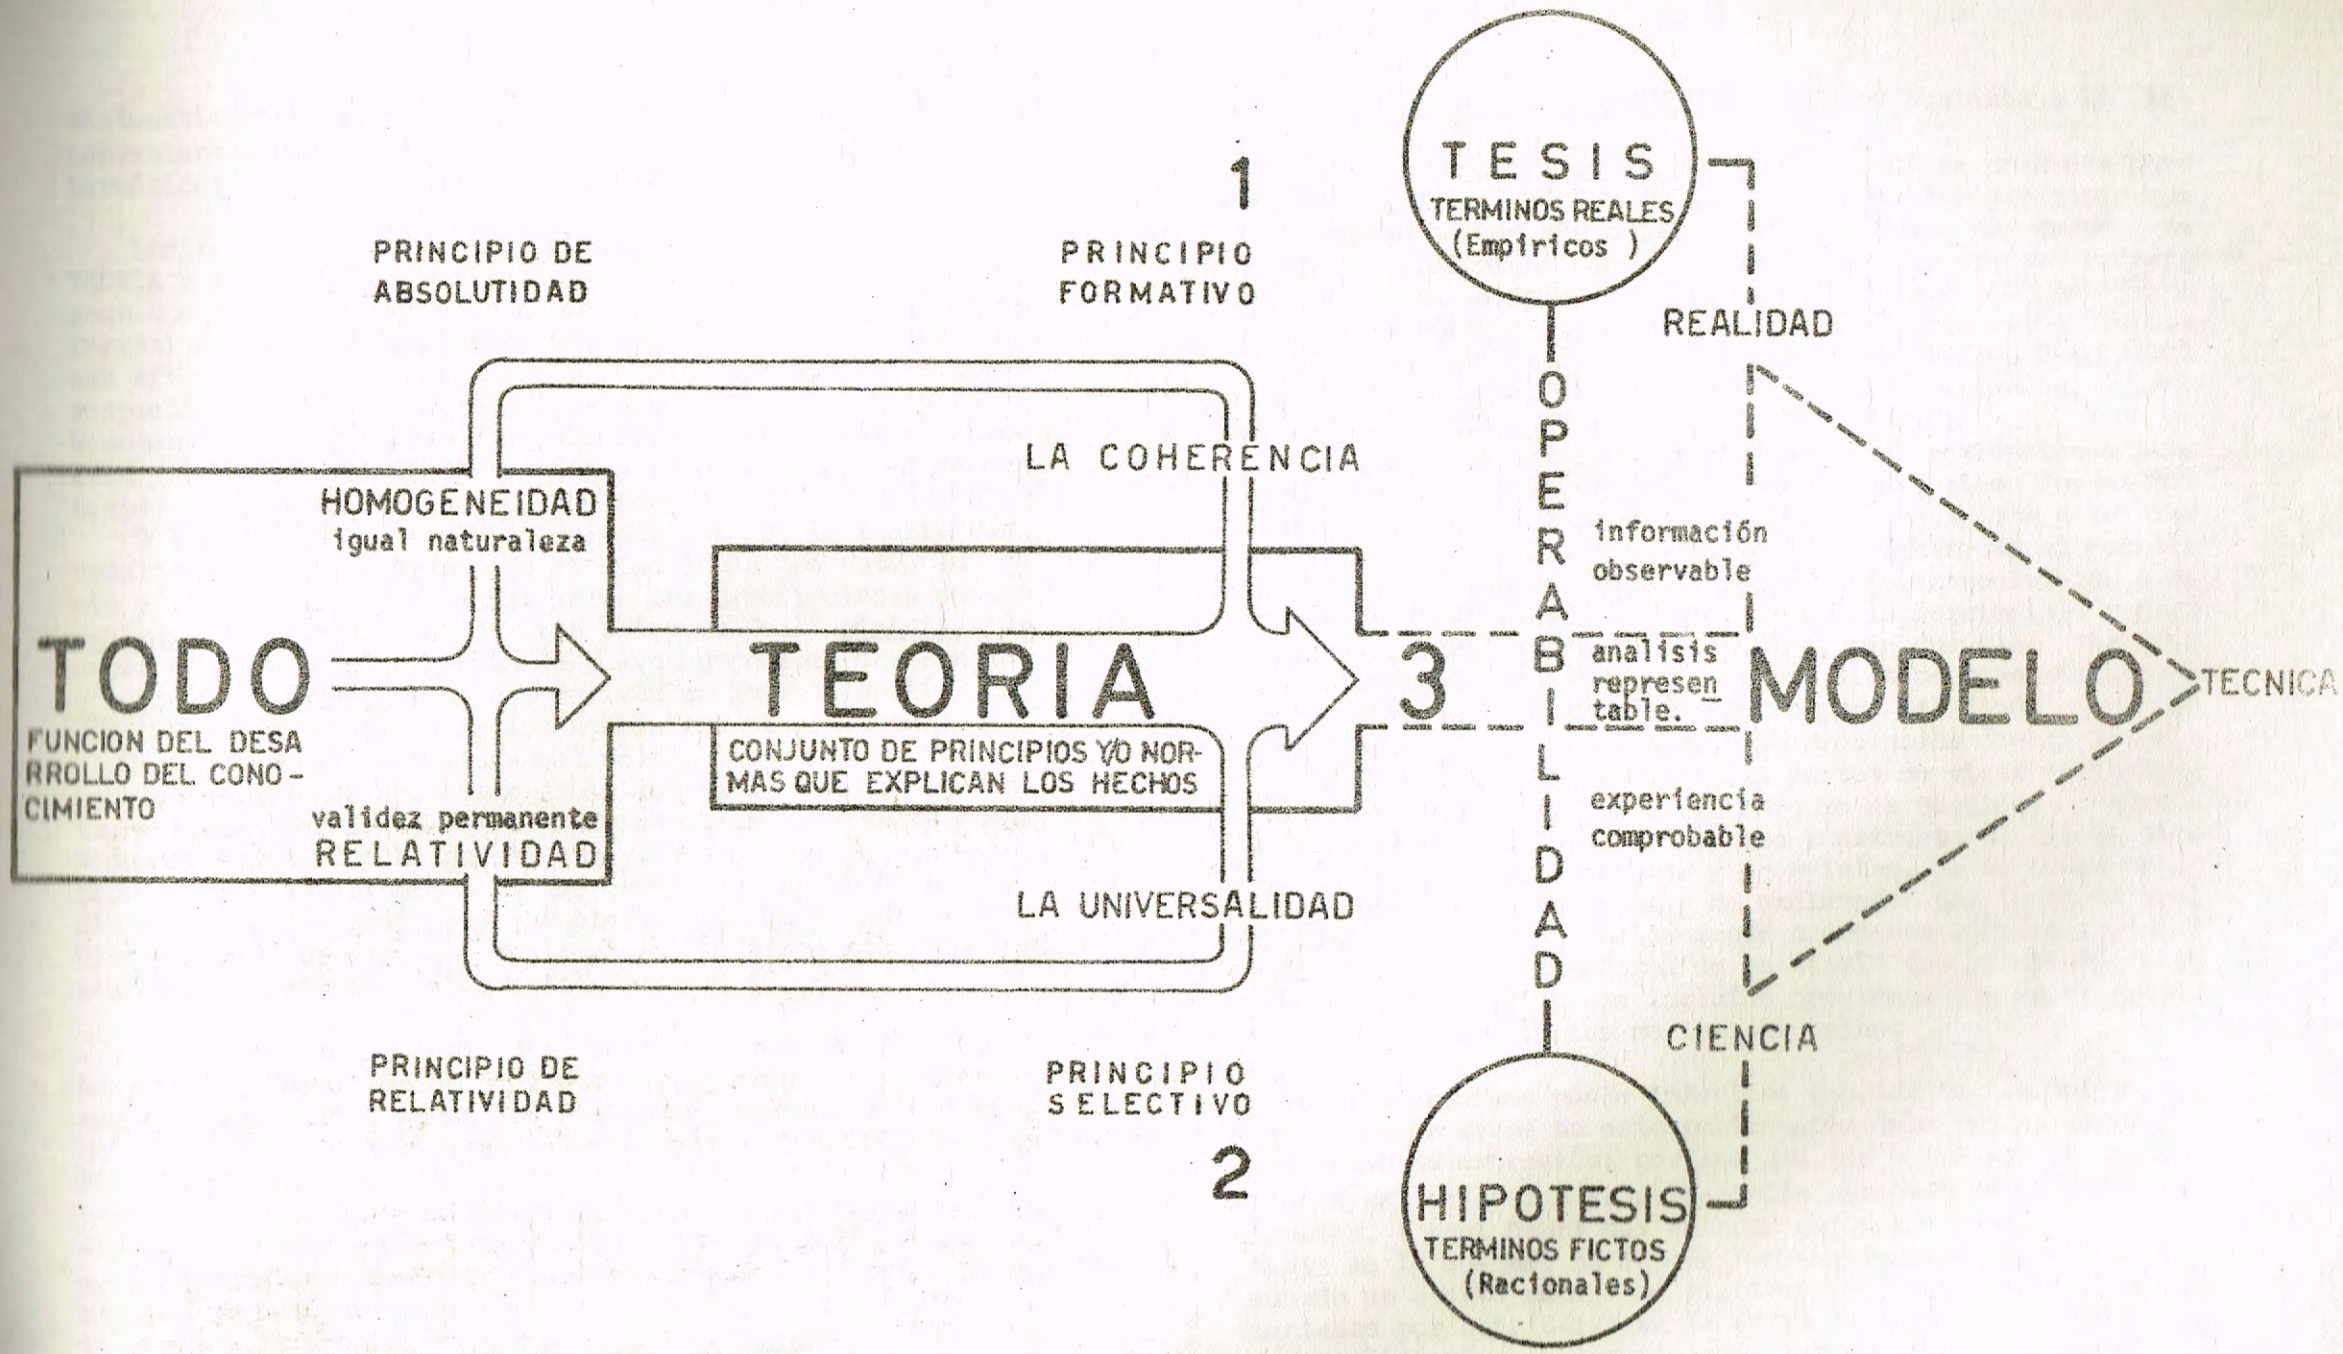 1
TESIS
TERMINOS REALES
(Empíricos )
PRINCIPIO DE
ABSOLUTIDAD
PRINCIPIO
FORMATIVO
REALIDAD
LA COHERENCIA
HOMOGENEIDAD
igual naturaleza
TODO
FUNCION DEL DESA
RROLLO DEL CONO-
CIMIENTO
validez permanente
RELATIVIDAD
TEORIA
CONJUNTO DE PRINCIPIOS Y/O NOR-
MAS QUE EXPLICAN LOS HECHOS
3
OPERABILIDAD
información
observable
analisis
represen
table.
experiencia
comprobable
MODELO
TECNICA
LA UNIVERSALIDAD
CIENCIA
PRINCIPIO DE
RELATIVIDAD
PRINCIPIO
SELECTIVO
2
HIPOTESIS
TERMINOS FICTOS
(Racionales)